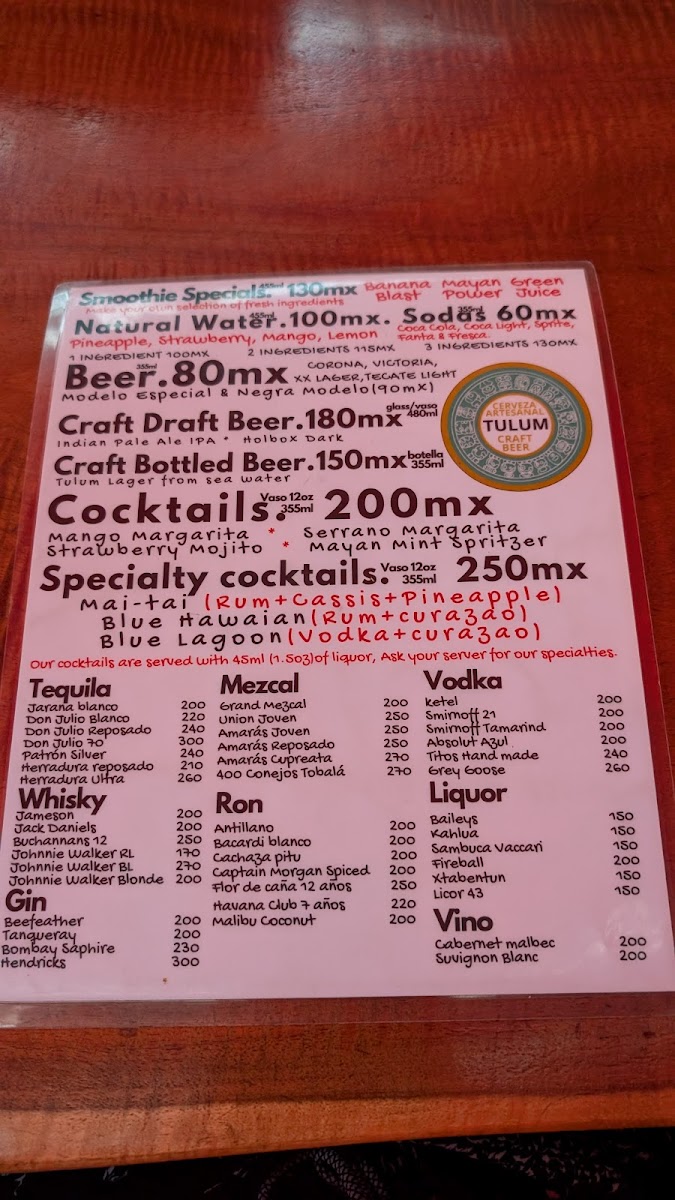 Smoothie Specials. 455ml 130mx Banana Blast Mayan Power Green Juice
Make your own selection of fresh ingredients
Natural Water. 455ml 100mx. Sodas 355ml 60mx
Pineapple, Strawberry, Mango, Lemon
Coca Cola, Coca Light, Sprite,
Fanta & Fresca.
1 INGREDIENT 100MX 2 INGREDIENTS 115MX 3 INGREDIENTS 130MX
Beer. 355ml 80mx CORONA, VICTORIA,
XX LAGER, TECATE LIGHT
Modelo Especial & Negra Modelo(90mx)
Craft Draft Beer.180mx glass/vaso 480ml
Indian Pale Ale IPA * Holbox Dark
Craft Bottled Beer.150mx botella 355ml
Tulum Lager from sea water
CERVEZA
ARTESANAL
TULUM
CRAFT
BEER
Cocktails. Vaso 12oz 355ml 200mx
Mango Margarita * Serrano Margarita
Strawberry Mojito * Mayan Mint Spritzer
Specialty cocktails. Vaso 12oz 355ml 250mx
Mai-tai (Rum+Cassis+Pineapple)
Blue Hawaian (Rum+curazao)
Blue Lagoon (Vodka+curazao)
Our cocktails are served with 45ml (1.5oz)of liquor, Ask your server for our specialties.
Tequila
Jarana blanco 200
Don Julio Blanco 220
Don Julio Reposado 240
Don Julio 70 300
Patrón Silver 240
Herradura reposado 210
Herradura Ultra 260
Whisky
Jameson 200
Jack Daniels 200
Buchannans 12 250
Johnnie Walker RL 170
Johnnie Walker BL 270
Johnnie Walker Blonde 200
Gin
Beefeather 200
Tanqueray 200
Bombay Saphire 230
Hendricks 300
Mezcal
Grand Mezcal 200
Union Joven 250
Amarás Joven 250
Amarás Reposado 250
Amarás Cupreata 270
400 Conejos Tobalá 270
Ron
Antillano 200
Bacardi blanco 200
Cachaza pitu 200
Captain Morgan Spiced 200
Flor de caña 12 años 250
Havana Club 7 años 220
Malibu Coconut 200
Vodka
Ketel 200
Smirnoff 21 200
Smirnoff Tamarind 200
Absolut Azul 200
Titos Hand made 240
Grey Goose 260
Liquor
Baileys 150
Kahlua 150
Sambuca Vaccari 150
Fireball 200
Xtabentun 150
Licor 43 150
Vino
Cabernet malbec 200
Suvignon Blanc 200